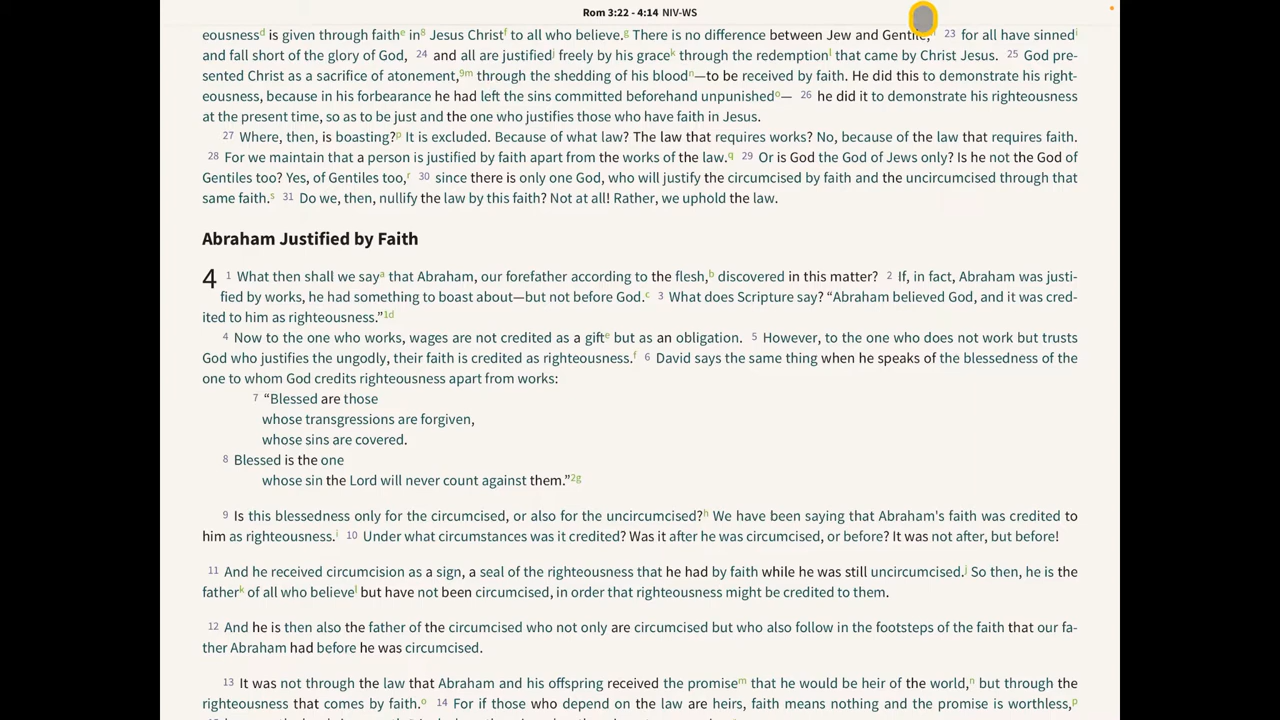 Rom 3:22 - 4:14 NIV-WS
eousnessᵈ is given through faithᵉ in⁸ Jesus Christᶠ to all who believe.ᵍ There is no difference between Jew and Gentile, 23 for all have sinnedⁱ
and fall short of the glory of God, 24 and all are justifiedʲ freely by his graceᵏ through the redemptionˡ that came by Christ Jesus. 25 God pre-
sented Christ as a sacrifice of atonement,⁹ᵐ through the shedding of his bloodⁿ—to be received by faith. He did this to demonstrate his right-
eousness, because in his forbearance he had left the sins committed beforehand unpunishedᵒ— 26 he did it to demonstrate his righteousness
at the present time, so as to be just and the one who justifies those who have faith in Jesus.
27 Where, then, is boasting?ᵖ It is excluded. Because of what law? The law that requires works? No, because of the law that requires faith.
28 For we maintain that a person is justified by faith apart from the works of the law.q 29 Or is God the God of Jews only? Is he not the God of
Gentiles too? Yes, of Gentiles too,ʳ 30 since there is only one God, who will justify the circumcised by faith and the uncircumcised through that
same faith.ˢ 31 Do we, then, nullify the law by this faith? Not at all! Rather, we uphold the law.
Abraham Justified by Faith
4 1 What then shall we sayᵃ that Abraham, our forefather according to the flesh,ᵇ discovered in this matter? 2 If, in fact, Abraham was justi-
fied by works, he had something to boast about—but not before God.ᶜ 3 What does Scripture say? “Abraham believed God, and it was cred-
ited to him as righteousness.”¹ᵈ
4 Now to the one who works, wages are not credited as a giftᵉ but as an obligation. 5 However, to the one who does not work but trusts
God who justifies the ungodly, their faith is credited as righteousness.ᶠ 6 David says the same thing when he speaks of the blessedness of the
one to whom God credits righteousness apart from works:
7 “Blessed are those
whose transgressions are forgiven,
whose sins are covered.
8 Blessed is the one
whose sin the Lord will never count against them.”²ᵍ
9 Is this blessedness only for the circumcised, or also for the uncircumcised?ʰ We have been saying that Abraham's faith was credited to
him as righteousness.ⁱ 10 Under what circumstances was it credited? Was it after he was circumcised, or before? It was not after, but before!
11 And he received circumcision as a sign, a seal of the righteousness that he had by faith while he was still uncircumcised.ʲ So then, he is the
fatherᵏ of all who believeˡ but have not been circumcised, in order that righteousness might be credited to them.
12 And he is then also the father of the circumcised who not only are circumcised but who also follow in the footsteps of the faith that our fa-
ther Abraham had before he was circumcised.
13 It was not through the law that Abraham and his offspring received the promiseᵐ that he would be heir of the world,ⁿ but through the
righteousness that comes by faith.ᵒ 14 For if those who depend on the law are heirs, faith means nothing and the promise is worthless,ᵖ